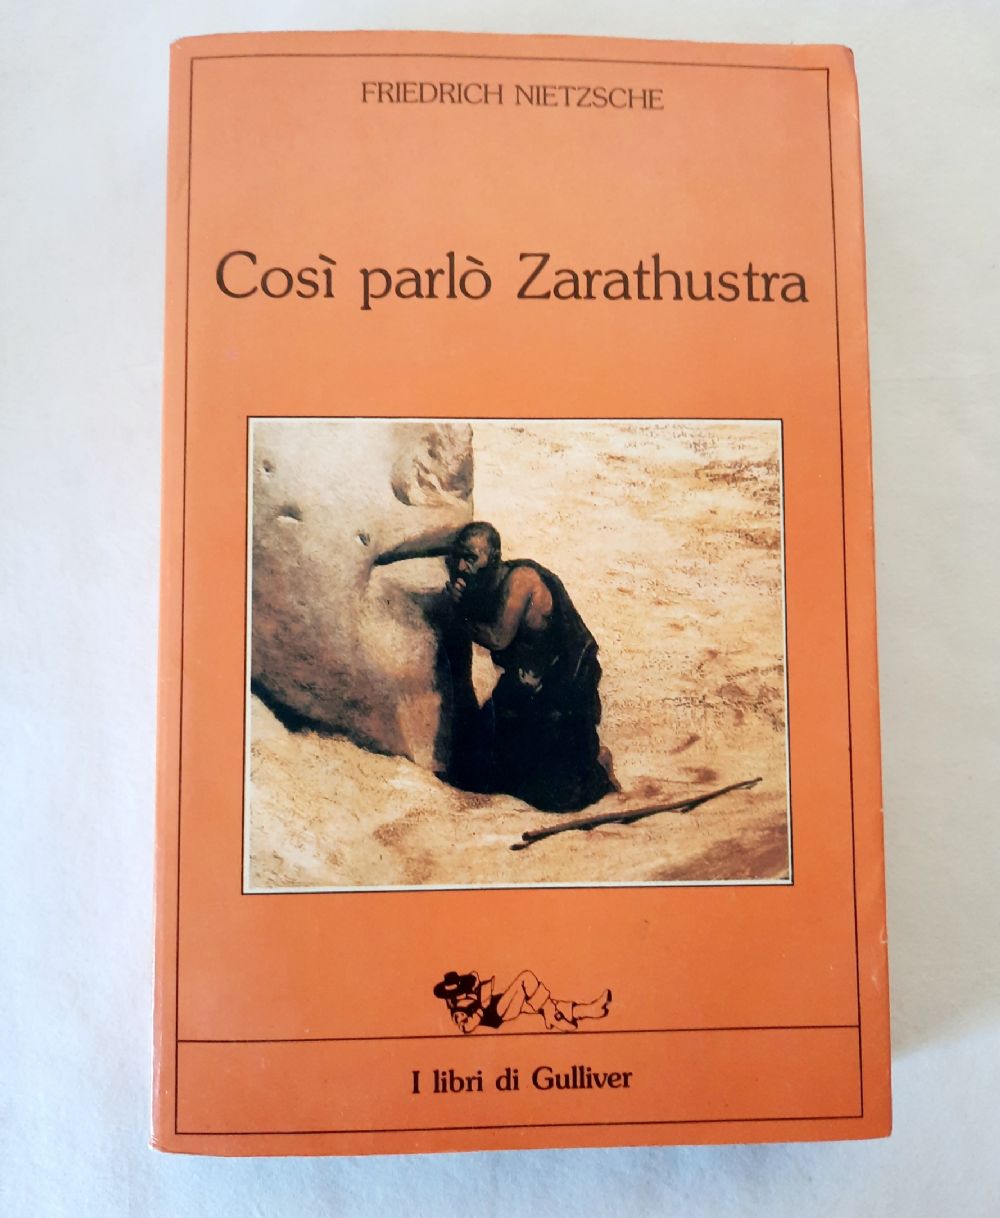 FRIEDRICH NIETZSCHE
Così parlò Zarathustra
I libri di Gulliver